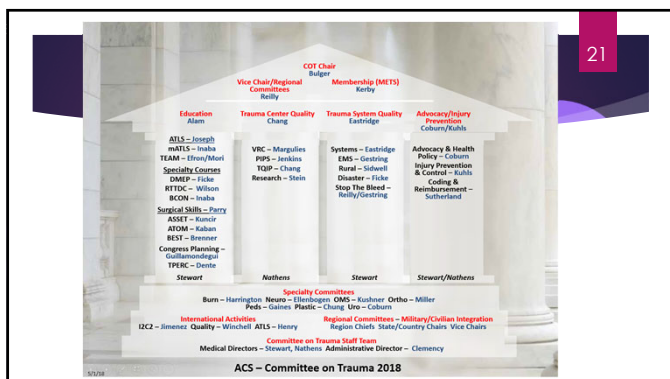 21
COT Chair
Bulger
Vice Chair/Regional
Committees
Reilly
Membership (METS)
Kerby
Education
Alam
ATLS – Joseph
mATLS – Inaba
TEAM – Efron/Mori
Specialty Courses
DMEP – Ficke
RTTDC – Wilson
BCON – Inaba
Surgical Skills – Parry
ASSET – Kuncir
ATOM – Kaban
BEST – Brenner
Congress Planning –
Guillamondegui
TPERC – Dente
Stewart
Trauma Center Quality
Chang
VRC – Margulies
PIPS – Jenkins
TQIP – Chang
Research – Stein
Nathens
Trauma System Quality
Eastridge
Systems – Eastridge
EMS – Gestring
Rural – Sidwell
Disaster – Ficke
Stop The Bleed –
Reilly/Gestring
Stewart
Advocacy/Injury
Prevention
Coburn/Kuhls
Advocacy & Health
Policy – Coburn
Injury Prevention
& Control – Kuhls
Coding &
Reimbursement –
Sutherland
Stewart/Nathens
Specialty Committees
Burn – Harrington Neuro – Ellenbogen OMS – Kushner Ortho – Miller
Peds – Gaines Plastic – Chung Uro – Coburn
International Activities
I2C2 – Jimenez Quality – Winchell ATLS – Henry
Regional Committees – Military/Civilian Integration
Region Chiefs State/Country Chairs Vice Chairs
Committee on Trauma Staff Team
Medical Directors – Stewart, Nathens Administrative Director – Clemency
ACS – Committee on Trauma 2018
5/1/18